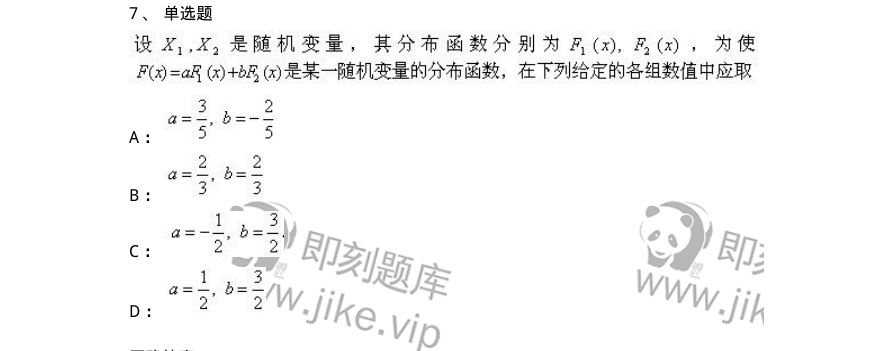 7、 单选题
设 X₁,X₂ 是随机变量，其分布函数分别为 F₁(x), F₂(x)，为使
F(x)=aF₁(x)+bF₂(x)是某一随机变量的分布函数，在下列给定的各组数值中应取
A： a=3/5, b=-2/5
B： a=2/3, b=2/3
C： a=-1/2, b=3/2.
D： a=1/2, b=3/2
即刻题库
www.jike.vip
即刻
www.jik